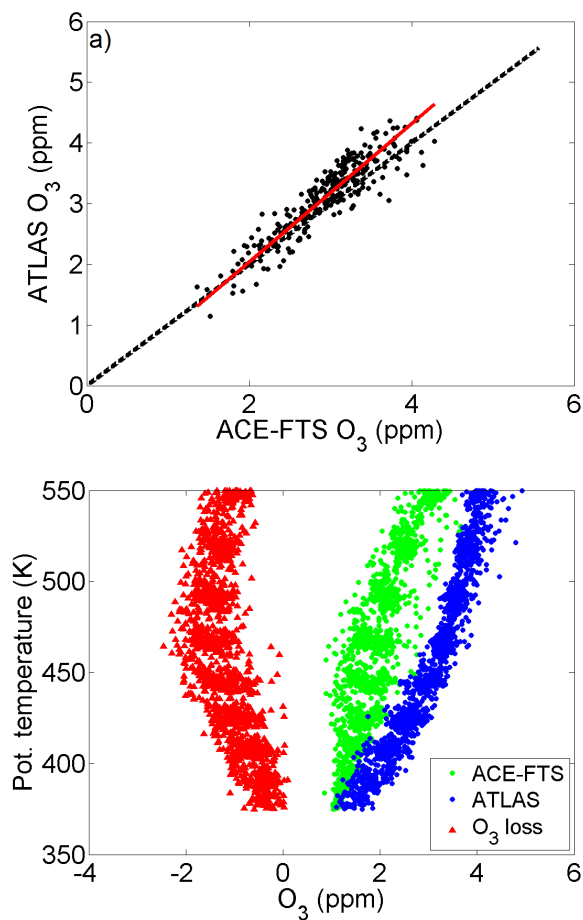 a)
6
5
4
3
2
1
0
ATLAS O3 (ppm)
0 2 4 6
ACE-FTS O3 (ppm)
550
500
450
400
350
Pot. temperature (K)
ACE-FTS
ATLAS
O3 loss
-4 -2 0 2 4 6
O3 (ppm)